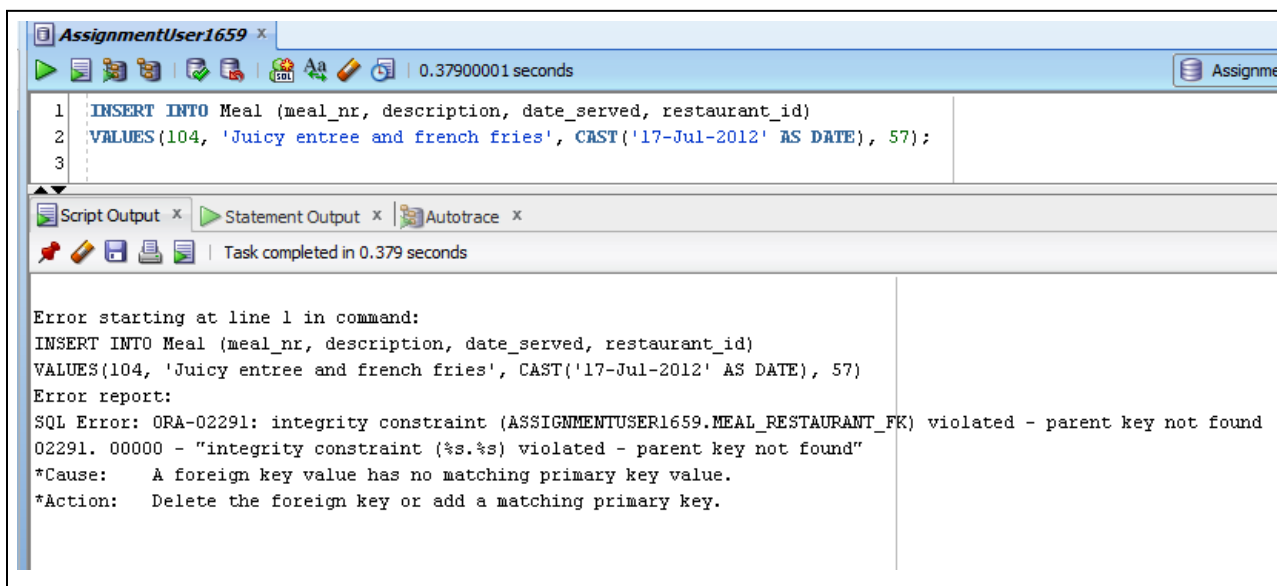 AssignmentUser1659 x
0.37900001 seconds
Assignme
1 INSERT INTO Meal (meal_nr, description, date_served, restaurant_id)
2 VALUES(104, 'Juicy entree and french fries', CAST('17-Jul-2012' AS DATE), 57);
3
Script Output x Statement Output x Autotrace x
Task completed in 0.379 seconds
Error starting at line 1 in command:
INSERT INTO Meal (meal_nr, description, date_served, restaurant_id)
VALUES(104, 'Juicy entree and french fries', CAST('17-Jul-2012' AS DATE), 57)
Error report:
SQL Error: ORA-02291: integrity constraint (ASSIGNMENTUSER1659.MEAL_RESTAURANT_FK) violated - parent key not found
02291. 00000 - "integrity constraint (%s.%s) violated - parent key not found"
*Cause:    A foreign key value has no matching primary key value.
*Action:   Delete the foreign key or add a matching primary key.